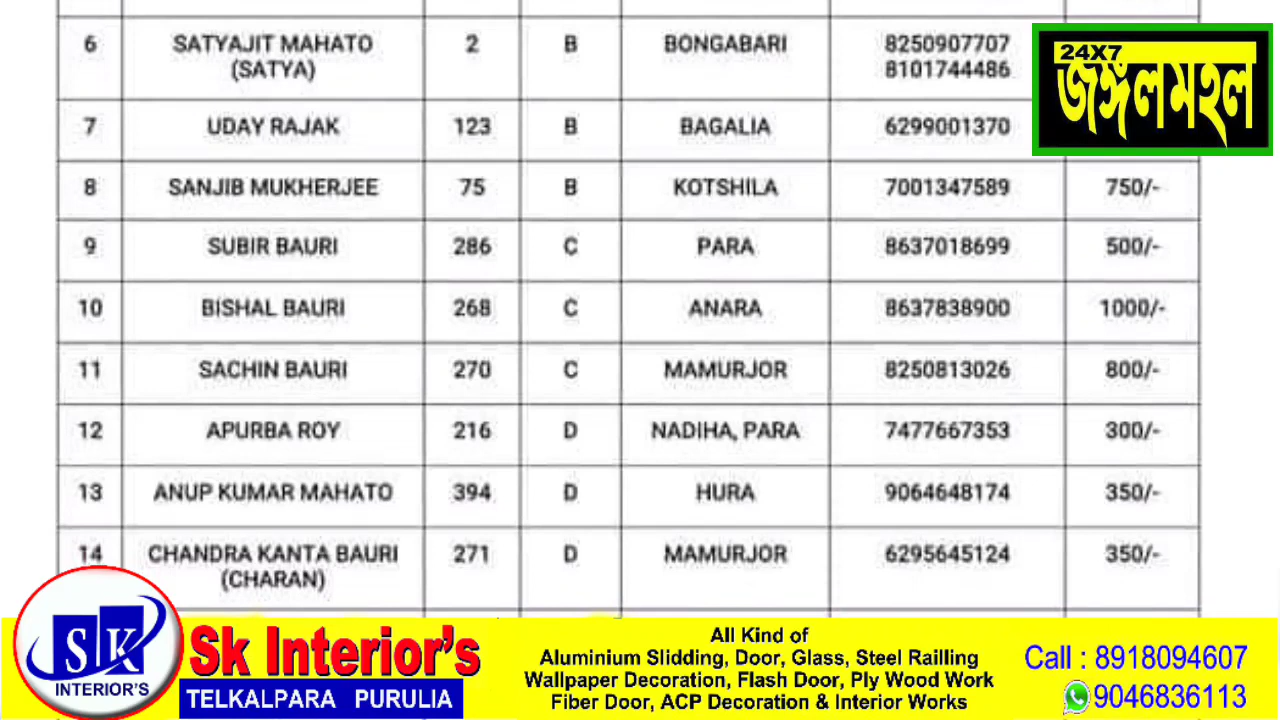 6 SATYAJIT MAHATO 2 B BONGABARI 8250907707
(SATYA) 8101744486
24X7
জঙ্গলমহল
7 UDAY RAJAK 123 B BAGALIA 6299001370
8 SANJIB MUKHERJEE 75 B KOTSHILA 7001347589 750/-
9 SUBIR BAURI 286 C PARA 8637018699 500/-
10 BISHAL BAURI 268 C ANARA 8637838900 1000/-
11 SACHIN BAURI 270 C MAMURJOR 8250813026 800/-
12 APURBA ROY 216 D NADIHA, PARA 7477667353 300/-
13 ANUP KUMAR MAHATO 394 D HURA 9064648174 350/-
14 CHANDRA KANTA BAURI 271 D MAMURJOR 6295645124 350/-
(CHARAN)
SK
INTERIOR'S
Sk Interior's
TELKALPARA PURULIA
All Kind of
Aluminium Slidding, Door, Glass, Steel Railling
Wallpaper Decoration, Flash Door, Ply Wood Work
Fiber Door, ACP Decoration & Interior Works
Call : 8918094607
9046836113